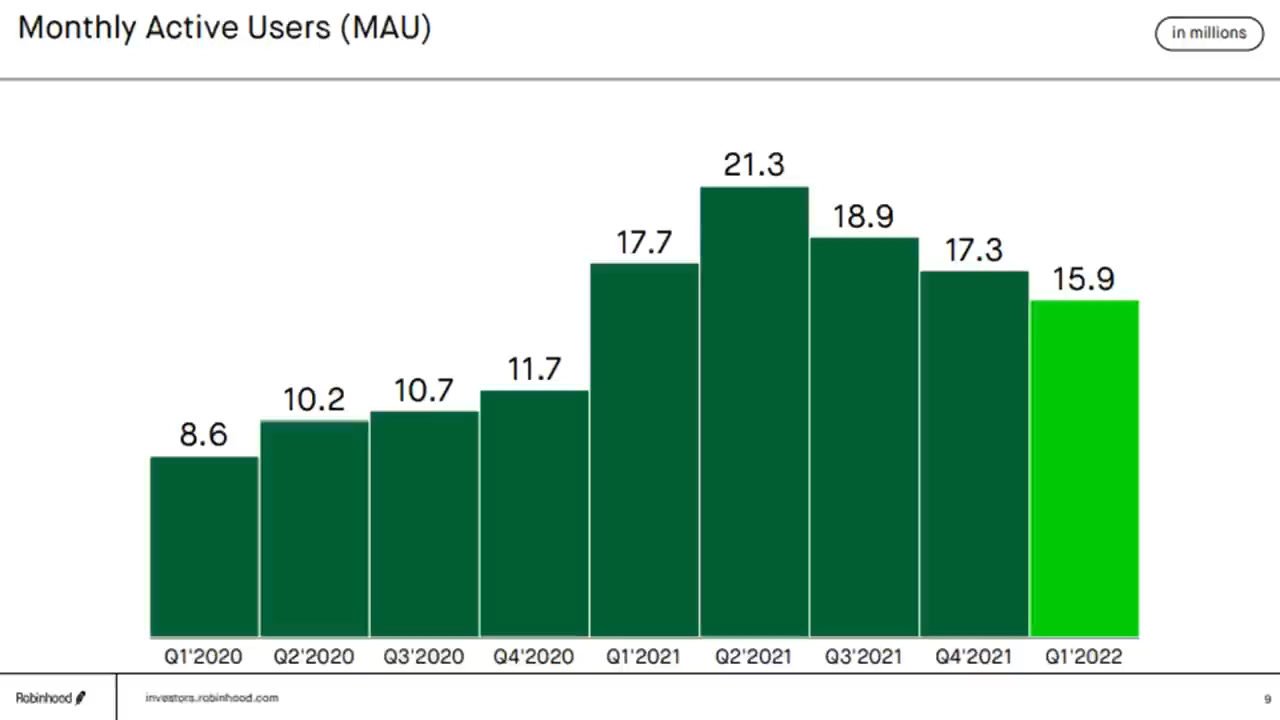 Monthly Active Users (MAU)
in millions
21.3
18.9
17.7
17.3
15.9
11.7
10.7
10.2
8.6
Q1'2020 Q2'2020 Q3'2020 Q4'2020 Q1'2021 Q2'2021 Q3'2021 Q4'2021 Q1'2022
Robinhood investors.robinhood.com 9